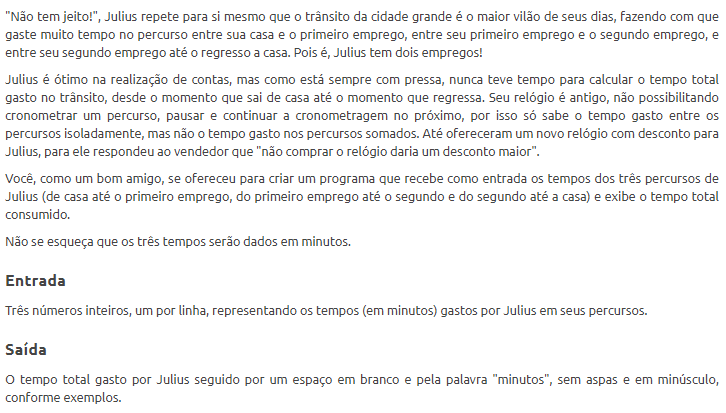 "Não tem jeito!", Julius repete para si mesmo que o trânsito da cidade grande é o maior vilão de seus dias, fazendo com que
gaste muito tempo no percurso entre sua casa e o primeiro emprego, entre seu primeiro emprego e o segundo emprego, e
entre seu segundo emprego até o regresso a casa. Pois é, Julius tem dois empregos!
Julius é ótimo na realização de contas, mas como está sempre com pressa, nunca teve tempo para calcular o tempo total
gasto no trânsito, desde o momento que sai de casa até o momento que regressa. Seu relógio é antigo, não possibilitando
cronometrar um percurso, pausar e continuar a cronometragem no próximo, por isso só sabe o tempo gasto entre os
percursos isoladamente, mas não o tempo gasto nos percursos somados. Até ofereceram um novo relógio com desconto para
Julius, para ele respondeu ao vendedor que "não comprar o relógio daria um desconto maior".
Você, como um bom amigo, se ofereceu para criar um programa que recebe como entrada os tempos dos três percursos de
Julius (de casa até o primeiro emprego, do primeiro emprego até o segundo e do segundo até a casa) e exibe o tempo total
consumido.
Não se esqueça que os três tempos serão dados em minutos.
Entrada
Três números inteiros, um por linha, representando os tempos (em minutos) gastos por Julius em seus percursos.
Saída
O tempo total gasto por Julius seguido por um espaço em branco e pela palavra "minutos", sem aspas e em minúsculo,
conforme exemplos.